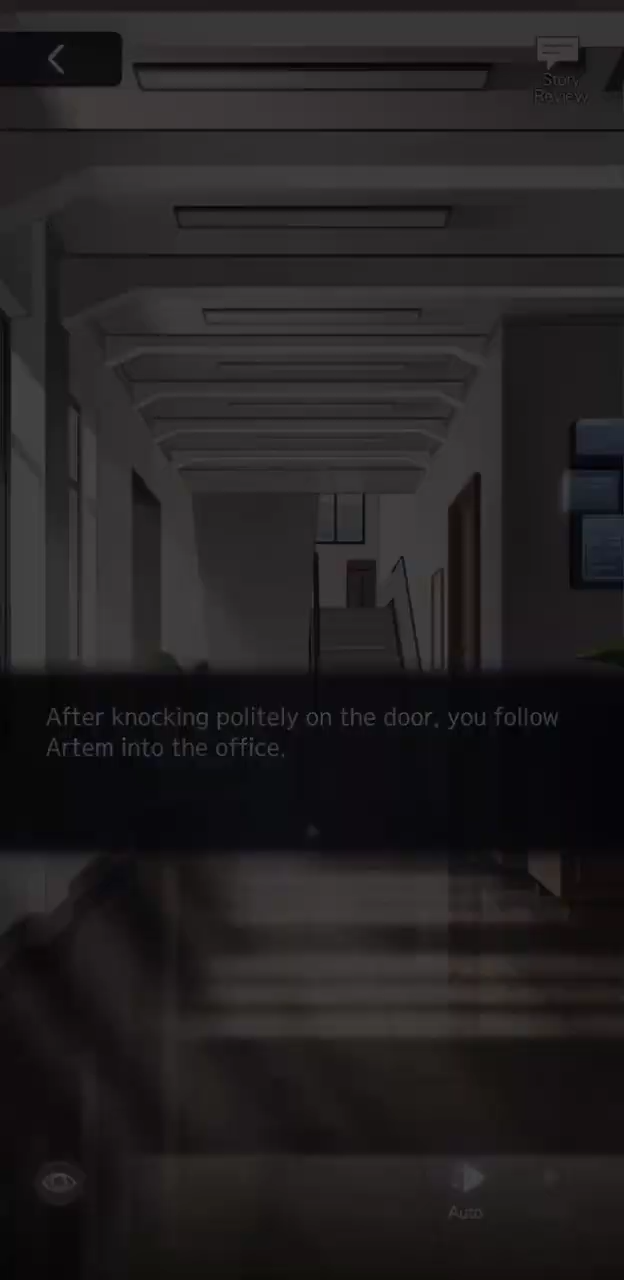 Story
Review
After knocking politely on the door, you follow
Artem into the office.
Auto